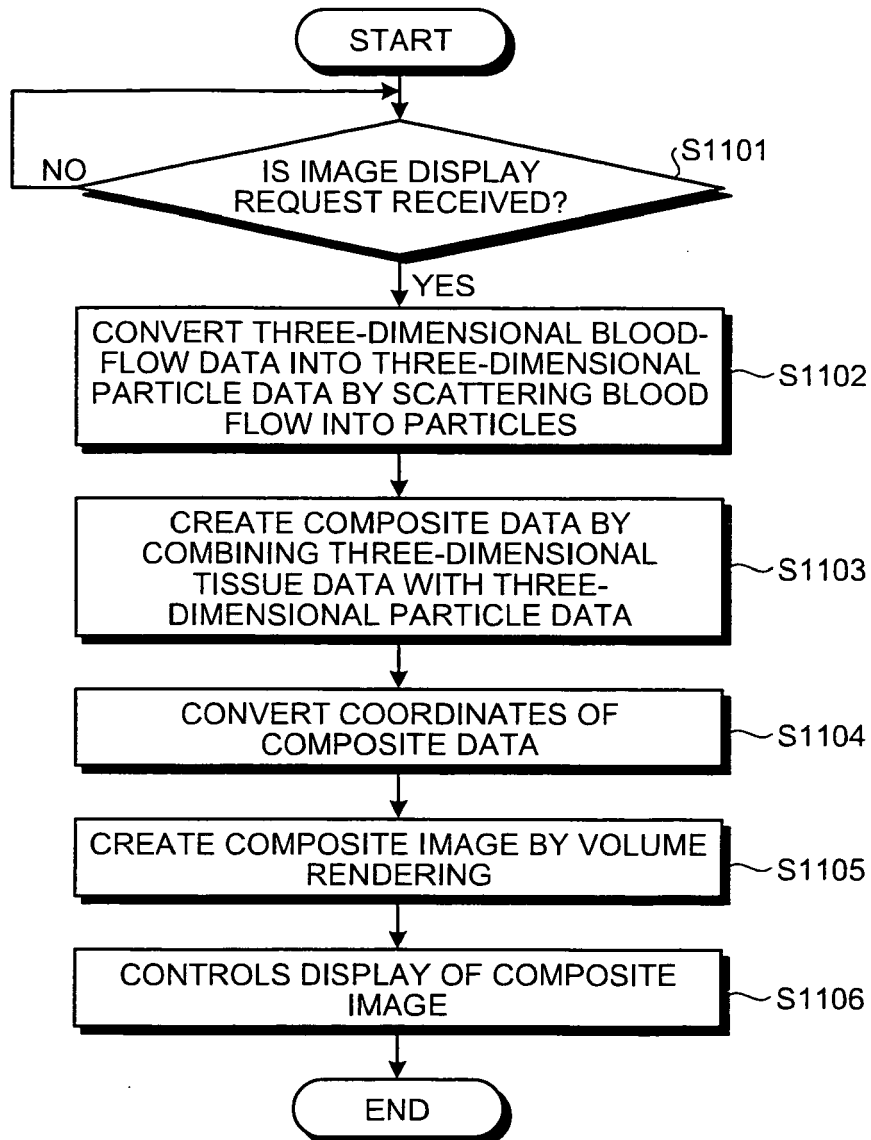 START
IS IMAGE DISPLAY
REQUEST RECEIVED?
S1101
NO
YES
CONVERT THREE-DIMENSIONAL BLOOD-
FLOW DATA INTO THREE-DIMENSIONAL
PARTICLE DATA BY SCATTERING BLOOD
FLOW INTO PARTICLES
S1102
CREATE COMPOSITE DATA BY
COMBINING THREE-DIMENSIONAL
TISSUE DATA WITH THREE-
DIMENSIONAL PARTICLE DATA
S1103
CONVERT COORDINATES OF
COMPOSITE DATA
S1104
CREATE COMPOSITE IMAGE BY VOLUME
RENDERING
S1105
CONTROLS DISPLAY OF COMPOSITE
IMAGE
S1106
END